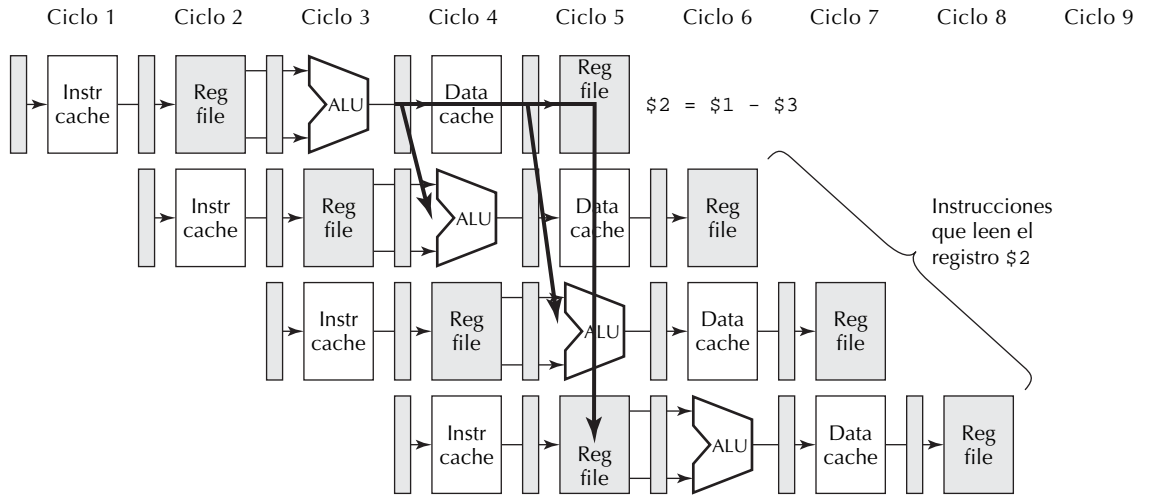 Ciclo 1 Ciclo 2 Ciclo 3 Ciclo 4 Ciclo 5 Ciclo 6 Ciclo 7 Ciclo 8 Ciclo 9
Instr
cache
Reg
file
ALU
Data
cache
Reg
file
$2 = $1 - $3
Instr
cache
Reg
file
ALU
Data
cache
Reg
file
Instrucciones
que leen el
registro $2
Instr
cache
Reg
file
ALU
Data
cache
Reg
file
Instr
cache
Reg
file
ALU
Data
cache
Reg
file